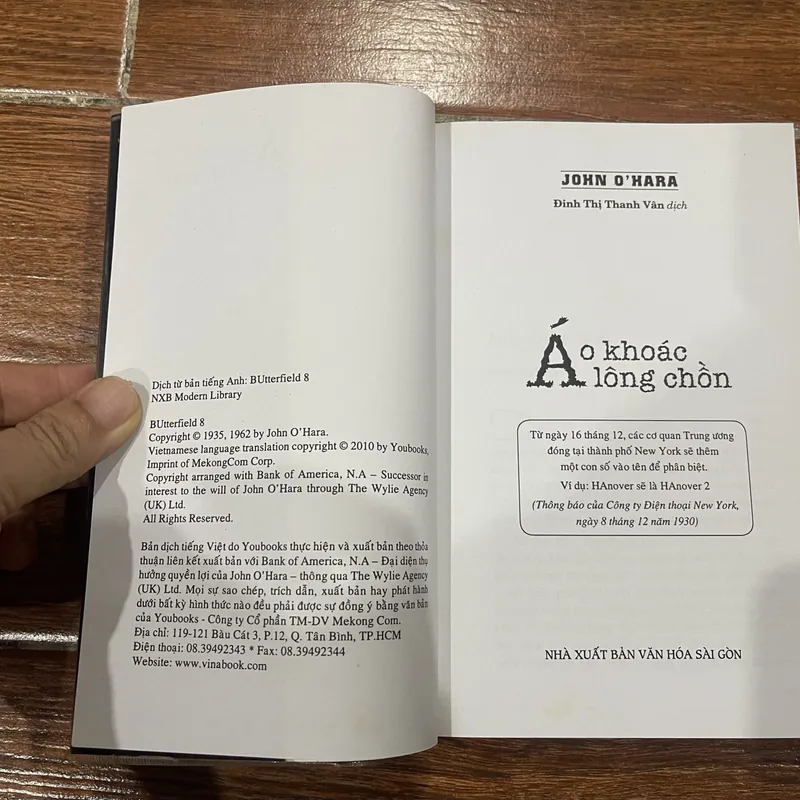 Dịch từ bản tiếng Anh: BUtterfield 8
NXB Modern Library
BUtterfield 8
Copyright © 1935, 1962 by John O'Hara.
Vietnamese language translation copyright © 2010 by Youbooks,
Imprint of MekongCom Corp.
Copyright arranged with Bank of America, N.A – Successor in
interest to the will of John O'Hara through The Wylie Agency
(UK) Ltd.
All Rights Reserved.
Bản dịch tiếng Việt do Youbooks thực hiện và xuất bản theo thỏa
thuận liên kết xuất bản với Bank of America, N.A – Đại diện thụ
hưởng quyền lợi của John O'Hara – thông qua The Wylie Agency
(UK) Ltd. Mọi sự sao chép, trích dẫn, xuất bản hay phát hành
dưới bất kỳ hình thức nào đều phải được sự đồng ý bằng văn bản
của Youbooks - Công ty Cổ phần TM-DV Mekong Com.
Địa chỉ: 119-121 Bàu Cát 3, P.12, Q. Tân Bình, TP.HCM
Điện thoại: 08.39492343 * Fax: 08.39492344
Website: www.vinabook.com
JOHN O'HARA
Đinh Thị Thanh Vân dịch
Áo khoác
lông chồn
Từ ngày 16 tháng 12, các cơ quan Trung ương
đóng tại thành phố New York sẽ thêm
một con số vào tên để phân biệt.
Ví dụ: HAnover sẽ là HAnover 2
(Thông báo của Công ty Điện thoại New York,
ngày 8 tháng 12 năm 1930)
NHÀ XUẤT BẢN VĂN HÓA SÀI GÒN